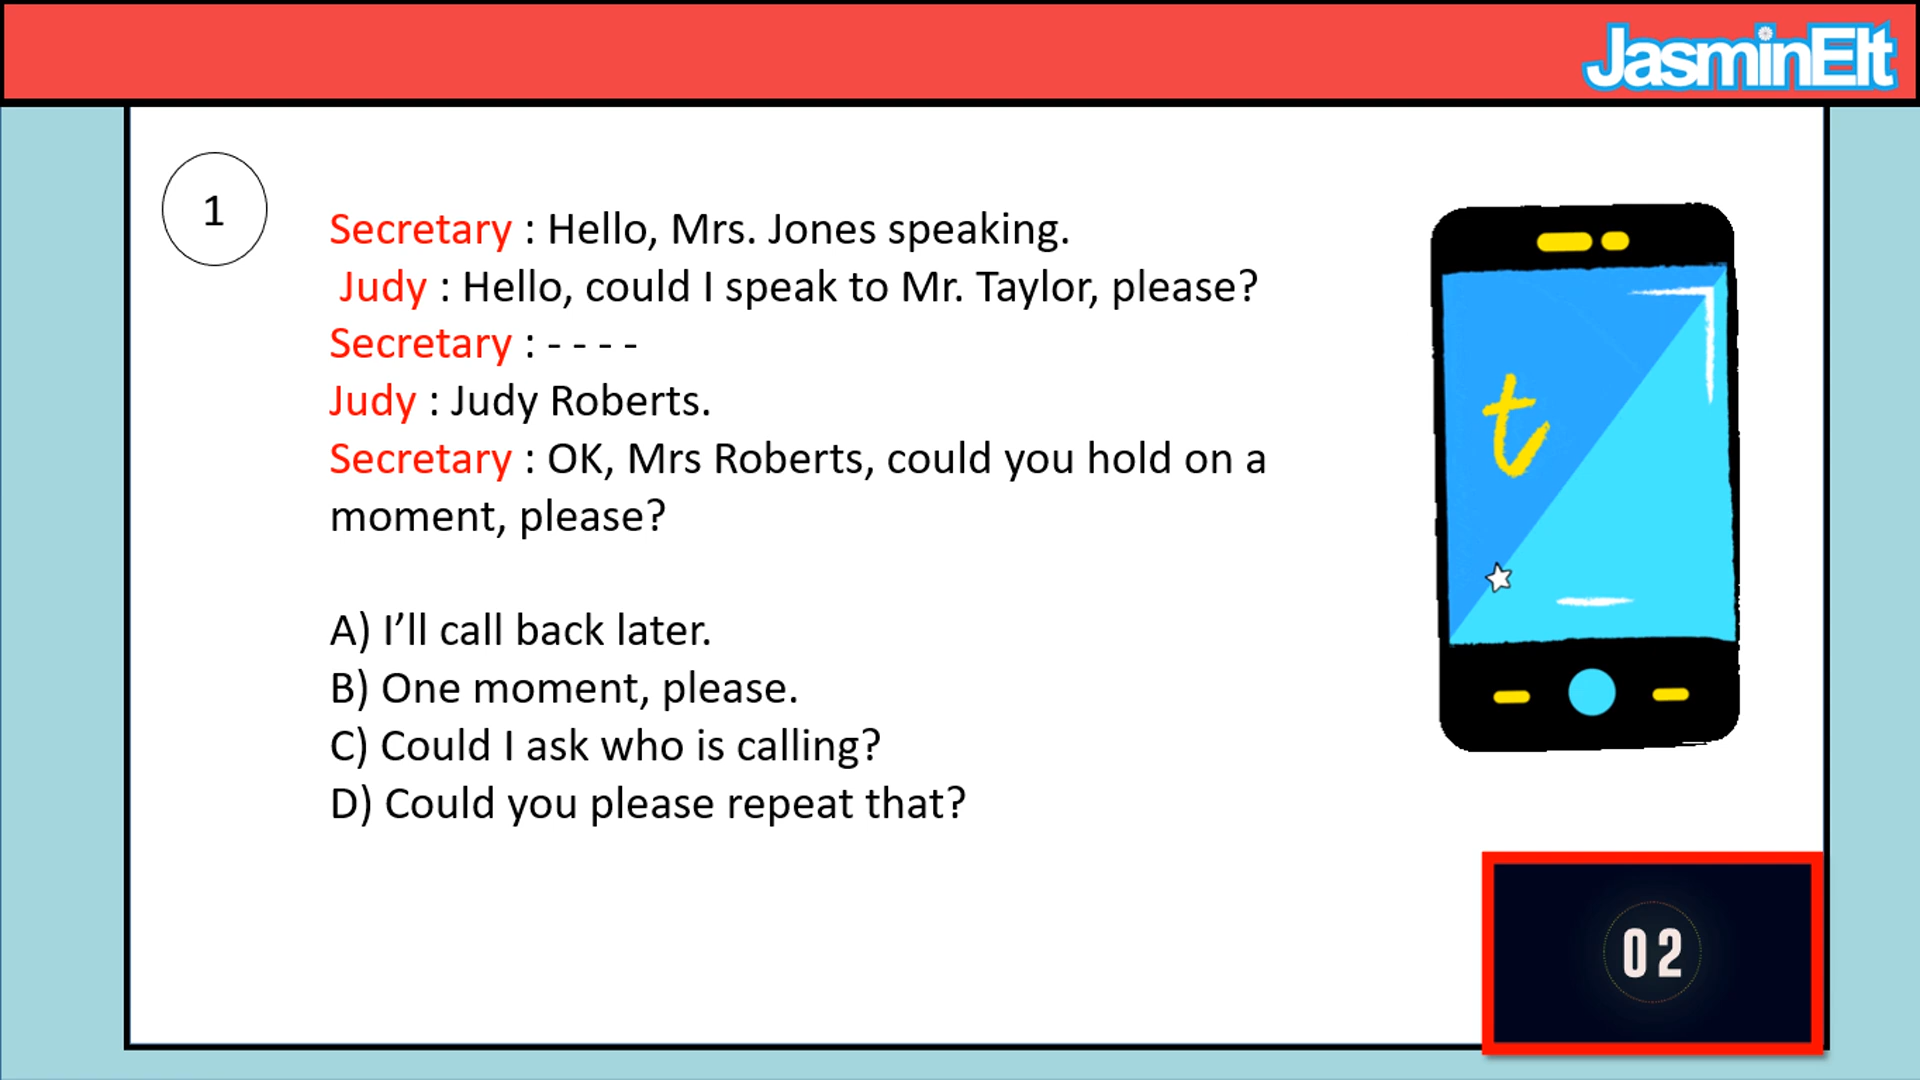 JasminElt
1
Secretary : Hello, Mrs. Jones speaking.
Judy : Hello, could I speak to Mr. Taylor, please?
Secretary : - - - -
Judy : Judy Roberts.
Secretary : OK, Mrs Roberts, could you hold on a
moment, please?
A) I’ll call back later.
B) One moment, please.
C) Could I ask who is calling?
D) Could you please repeat that?
t
02